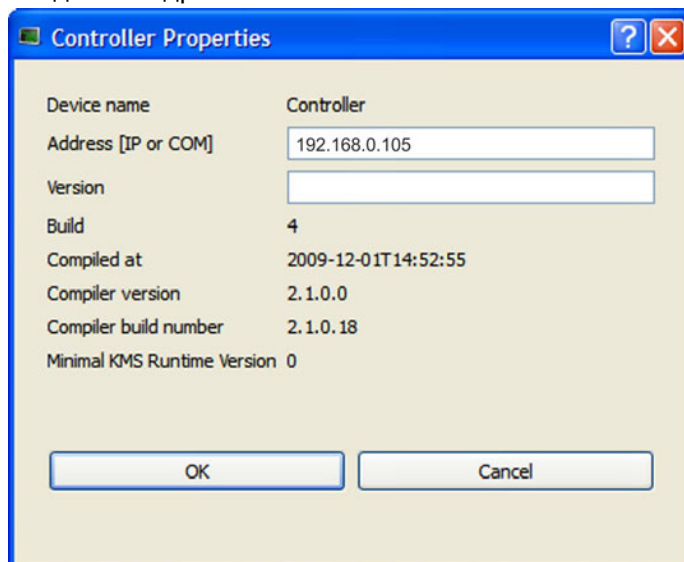 Controller Properties
Device name Controller
Address [IP or COM] 192.168.0.105
Version
Build 4
Compiled at 2009-12-01T14:52:55
Compiler version 2.1.0.0
Compiler build number 2.1.0.18
Minimal KMS Runtime Version 0
OK Cancel